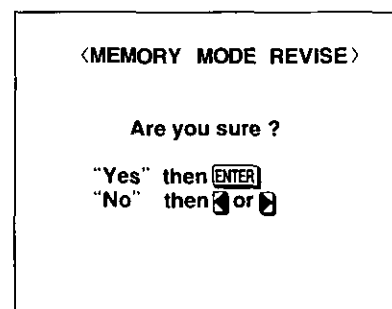 〈MEMORY MODE REVISE〉
Are you sure ?
"Yes" then ENTER
"No" then ◀ or ▶